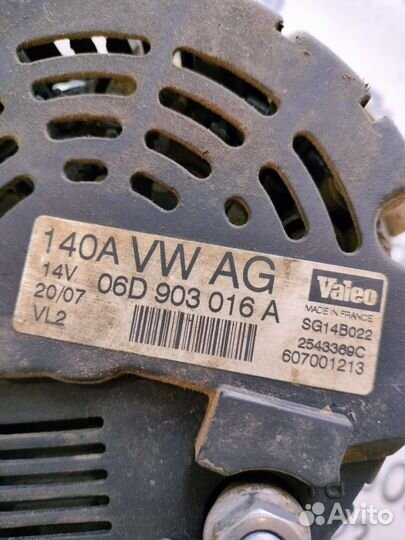 140A VW AG
14V
06D 903 016 A
20/07
VL2
Valeo
MADE IN FRANCE
SG14B022
2543369C
607001213
Avito